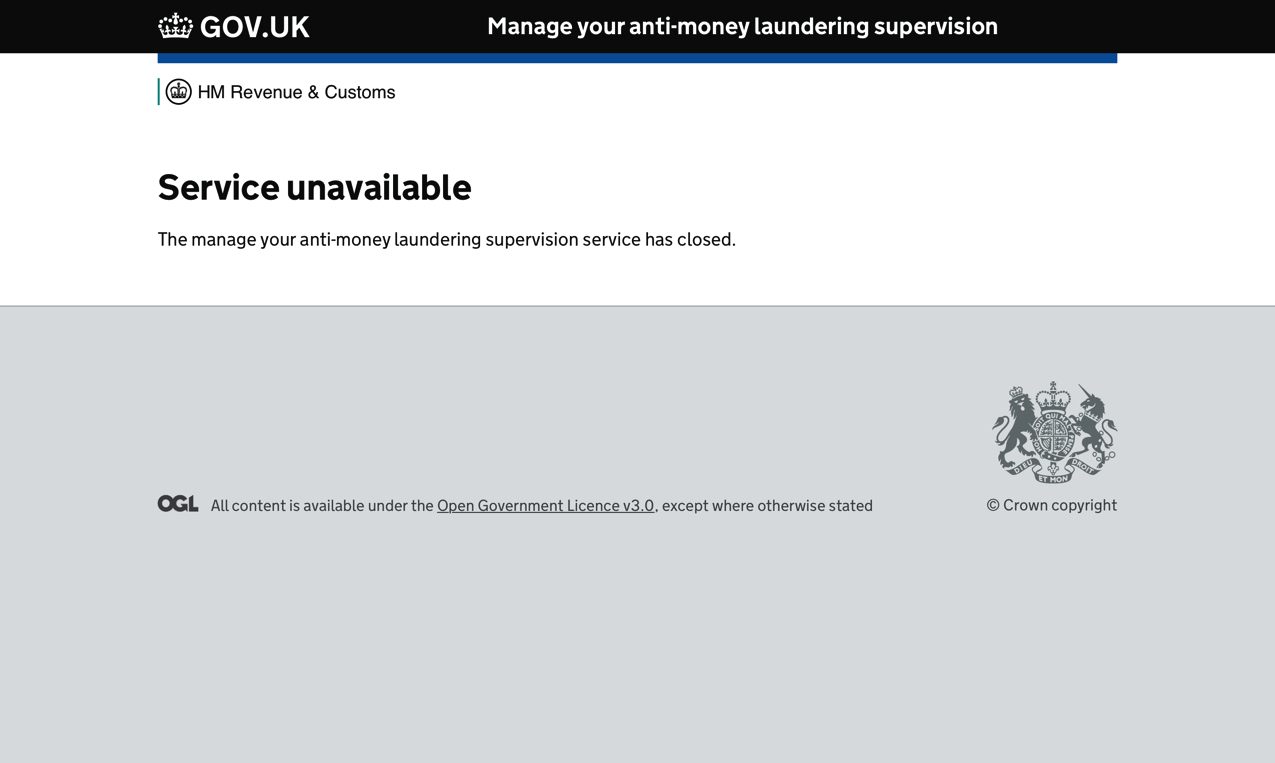 GOV.UK
Manage your anti-money laundering supervision
HM Revenue & Customs
Service unavailable
The manage your anti-money laundering supervision service has closed.
DIEU ET MON DROIT
OGL All content is available under the Open Government Licence v3.0, except where otherwise stated
© Crown copyright